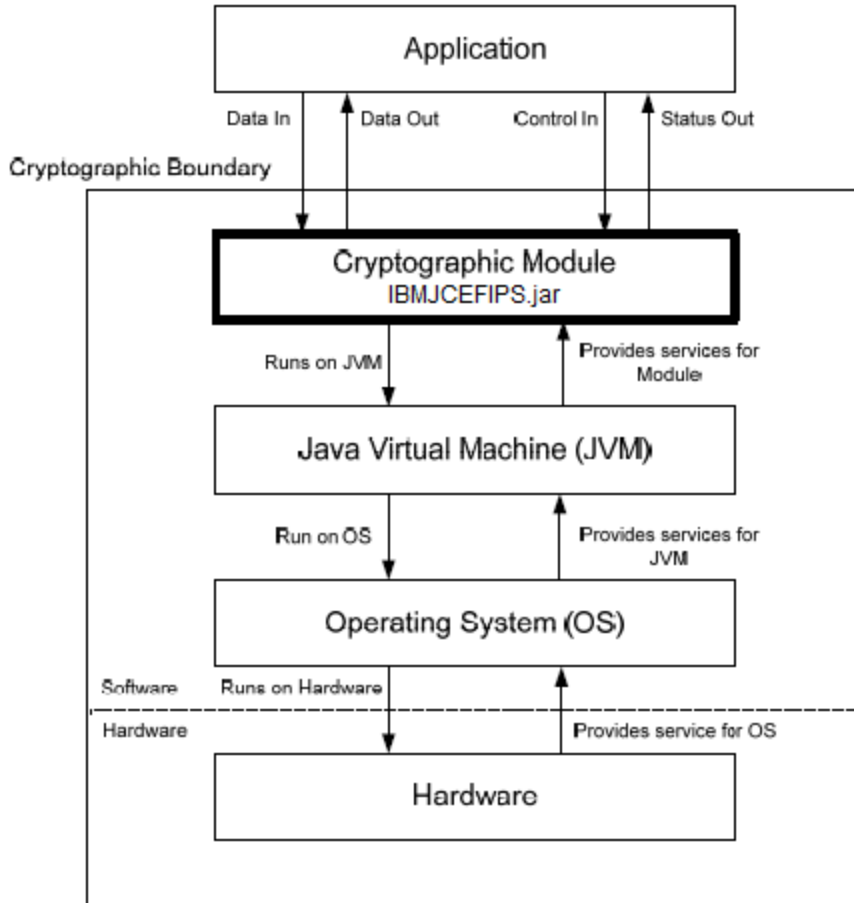 Application
Data In
Data Out
Control In
Status Out
Cryptographic Boundary
Cryptographic Module
IBMJCEFIPS.jar
Runs on JVM
Provides services for
Module
Java Virtual Machine (JVM)
Run on OS
Provides services for
JVM
Operating System (OS)
Software
Runs on Hardware
Hardware
Provides service for OS
Hardware